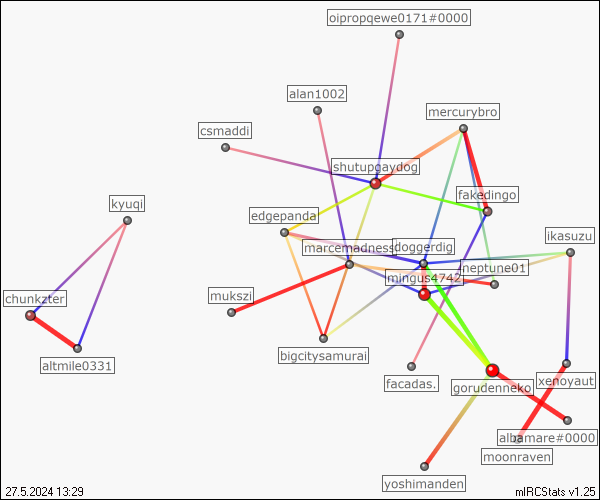 oipropqewe0171#0000
alan1002
mercurybro
csmaddi
shutupgaydog
fakedingo
kyuqi
edgepanda
ikasuzu
marcemadness
doggerdig
neptune01
mingus4742
chunkzter
mukszi
bigcitysamurai
altmile0331
facadas.
gorudenneko
xenoyaut
albamare#0000
moonraven
yoshimanden
27.5.2024 13:29
mIRCStats v1.25